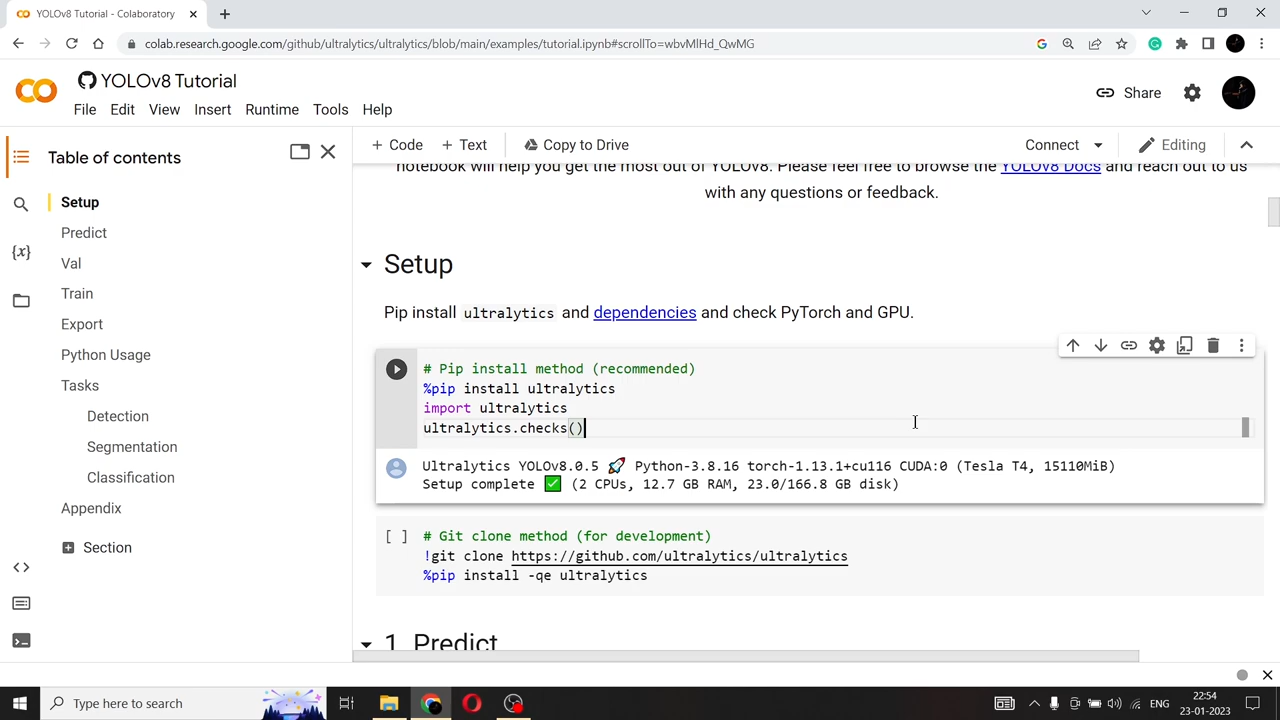 YOLOv8 Tutorial - Colaboratory
colab.research.google.com/github/ultralytics/ultralytics/blob/main/examples/tutorial.ipynb#scrollTo=wbvMlHd_QwMG
YOLOv8 Tutorial
File Edit View Insert Runtime Tools Help
Share
Table of contents
+ Code + Text Copy to Drive
Connect Editing
Setup
Predict
Val
Train
Export
Python Usage
Tasks
Detection
Segmentation
Classification
Appendix
Section
{x}
notebook will help you get the most out of YOLOv8. Please feel free to browse the YOLOv8 Docs and reach out to us
with any questions or feedback.
Setup
Pip install ultralytics and dependencies and check PyTorch and GPU.
# Pip install method (recommended)
%pip install ultralytics
import ultralytics
ultralytics.checks()
Ultralytics YOLOv8.0.5 🚀 Python-3.8.16 torch-1.13.1+cu116 CUDA:0 (Tesla T4, 15110MiB)
Setup complete ✅ (2 CPUs, 12.7 GB RAM, 23.0/166.8 GB disk)
[ ] # Git clone method (for development)
!git clone https://github.com/ultralytics/ultralytics
%pip install -qe ultralytics
1. Predict
Type here to search
ENG
22:54
23-01-2023